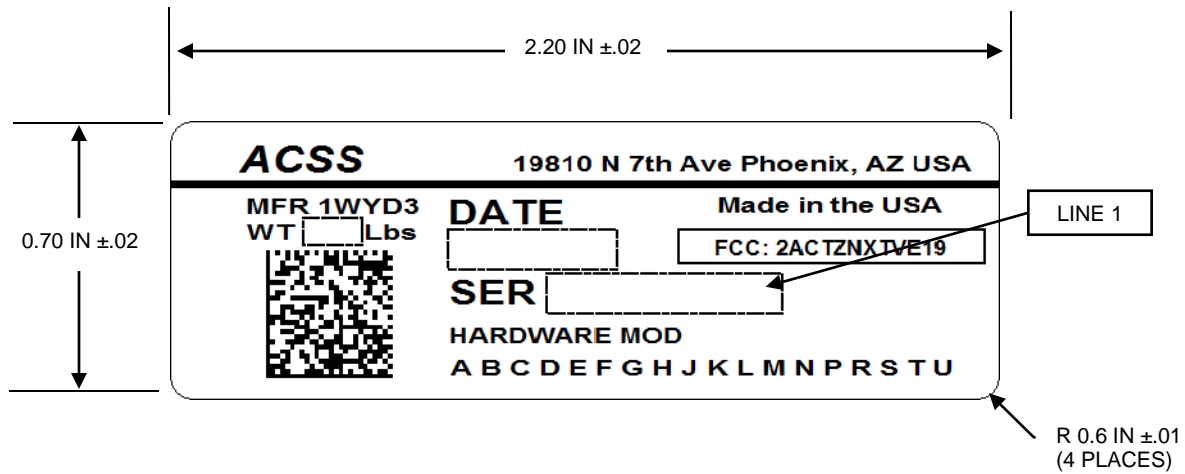 2.20 IN ±.02
ACSS
19810 N 7th Ave Phoenix, AZ USA
MFR 1WYD3
WT Lbs
DATE
Made in the USA
LINE 1
0.70 IN ±.02
FCC: 2ACTZNXTVE19
SER
HARDWARE MOD
A B C D E F G H J K L M N P R S T U
R 0.6 IN ±.01
(4 PLACES)